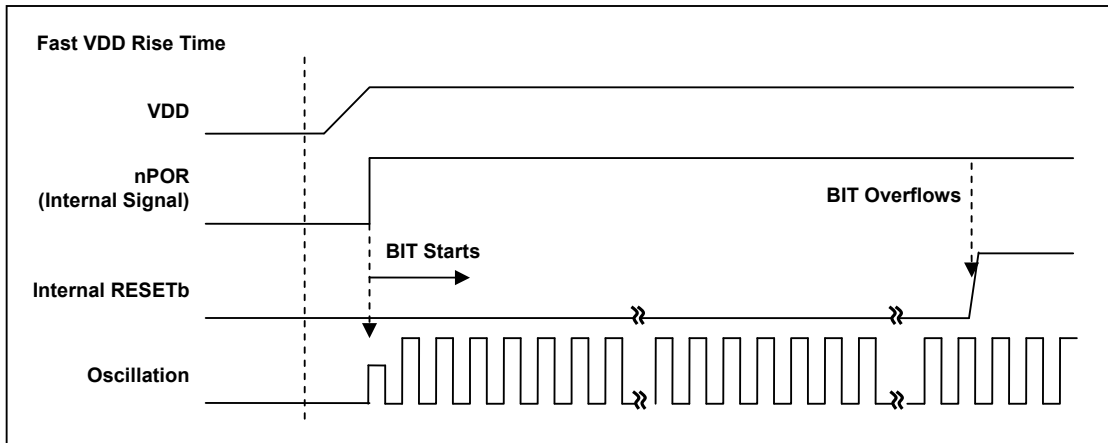 Fast VDD Rise Time
VDD
nPOR
(Internal Signal)
BIT Overflows
BIT Starts
Internal RESETb
Oscillation